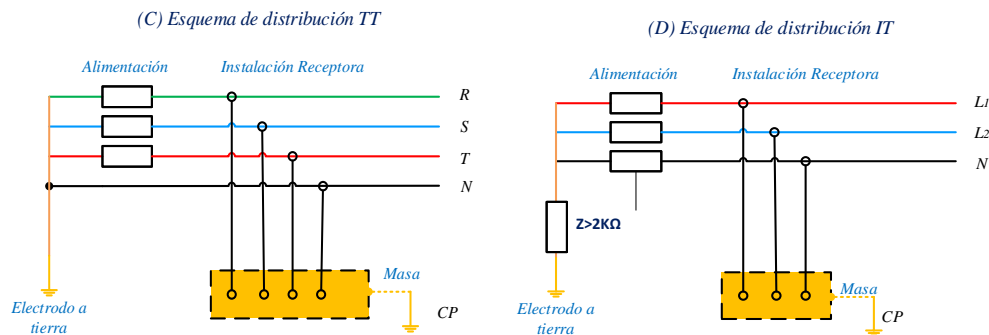 (C) Esquema de distribución TT
Alimentación
Instalación Receptora
R
S
T
N
Masa
Electrodo a
tierra
CP
(D) Esquema de distribución IT
Alimentación
Instalación Receptora
L1
L2
N
Z>2KΩ
Masa
Electrodo a
tierra
CP